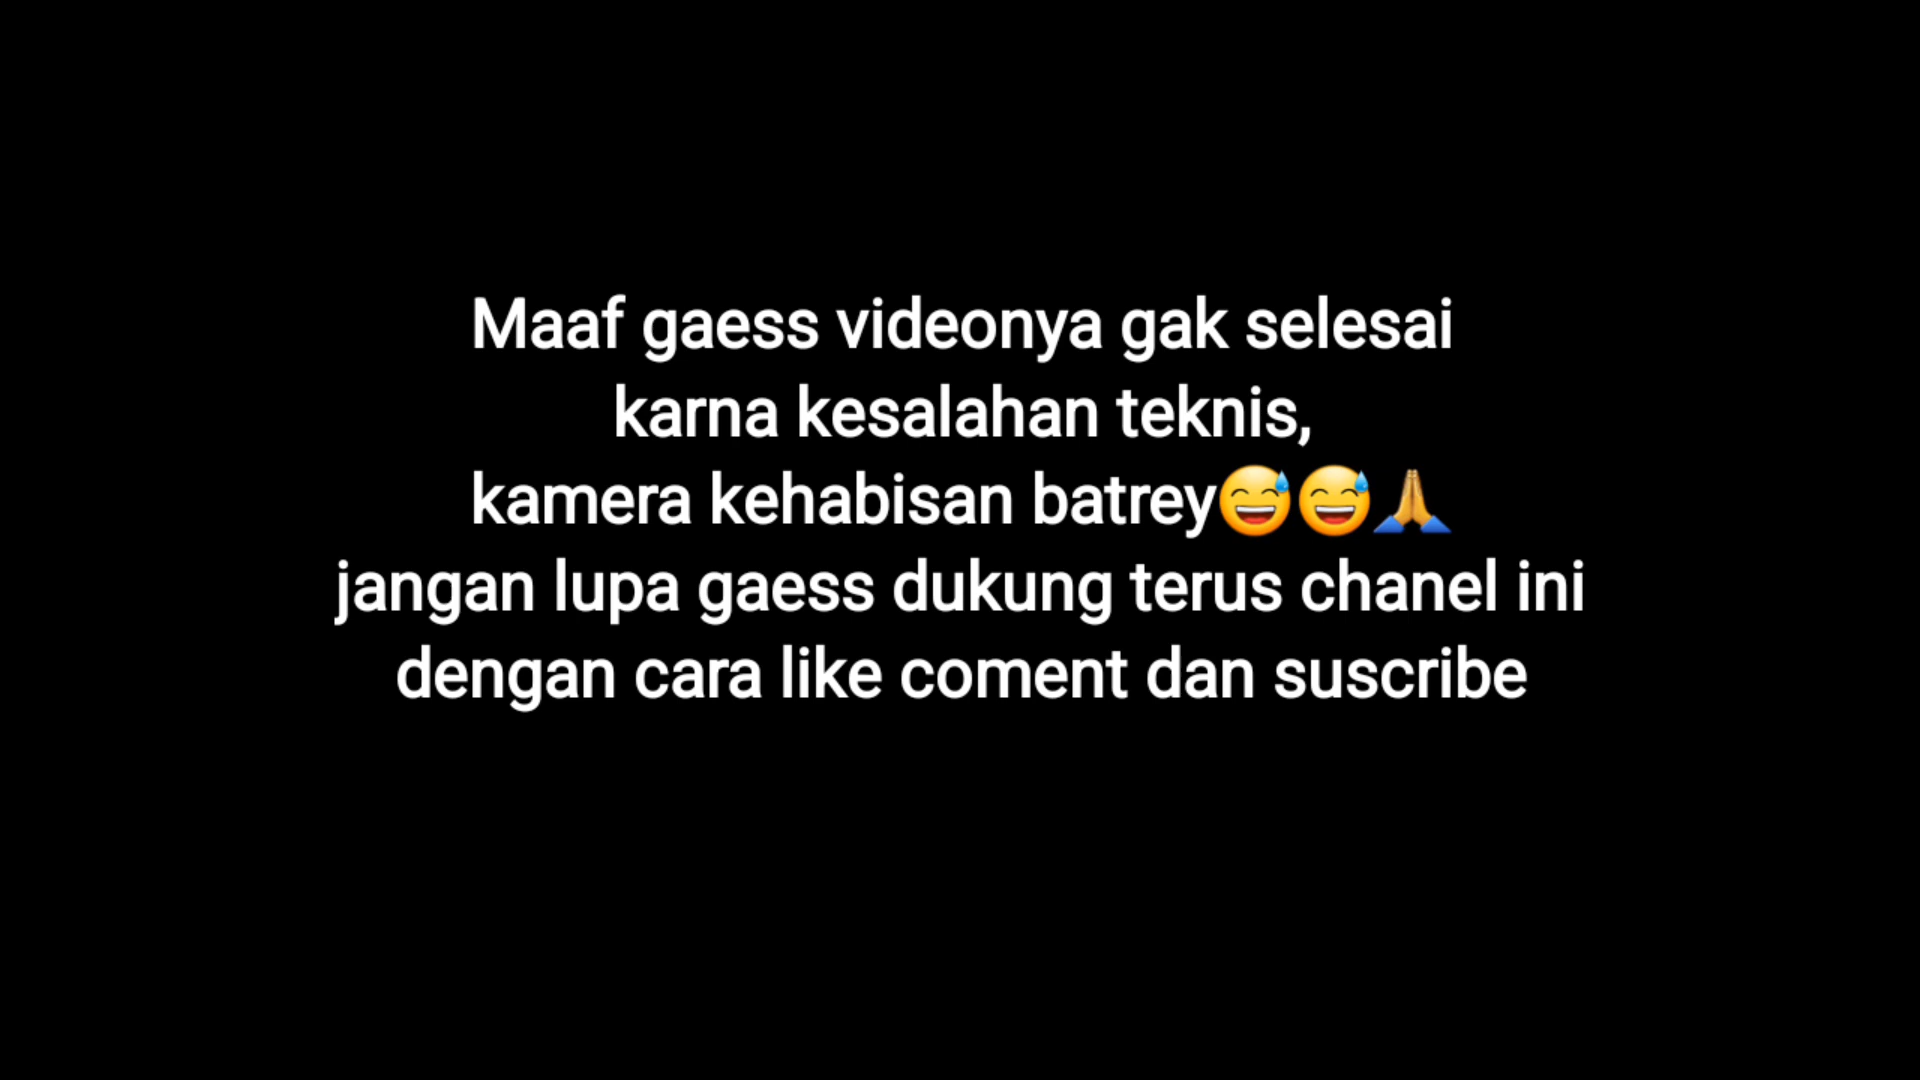 Maaf gaess videonya gak selesai
karna kesalahan teknis,
kamera kehabisan batrey😅😅🙏
jangan lupa gaess dukung terus chanel ini
dengan cara like coment dan suscribe